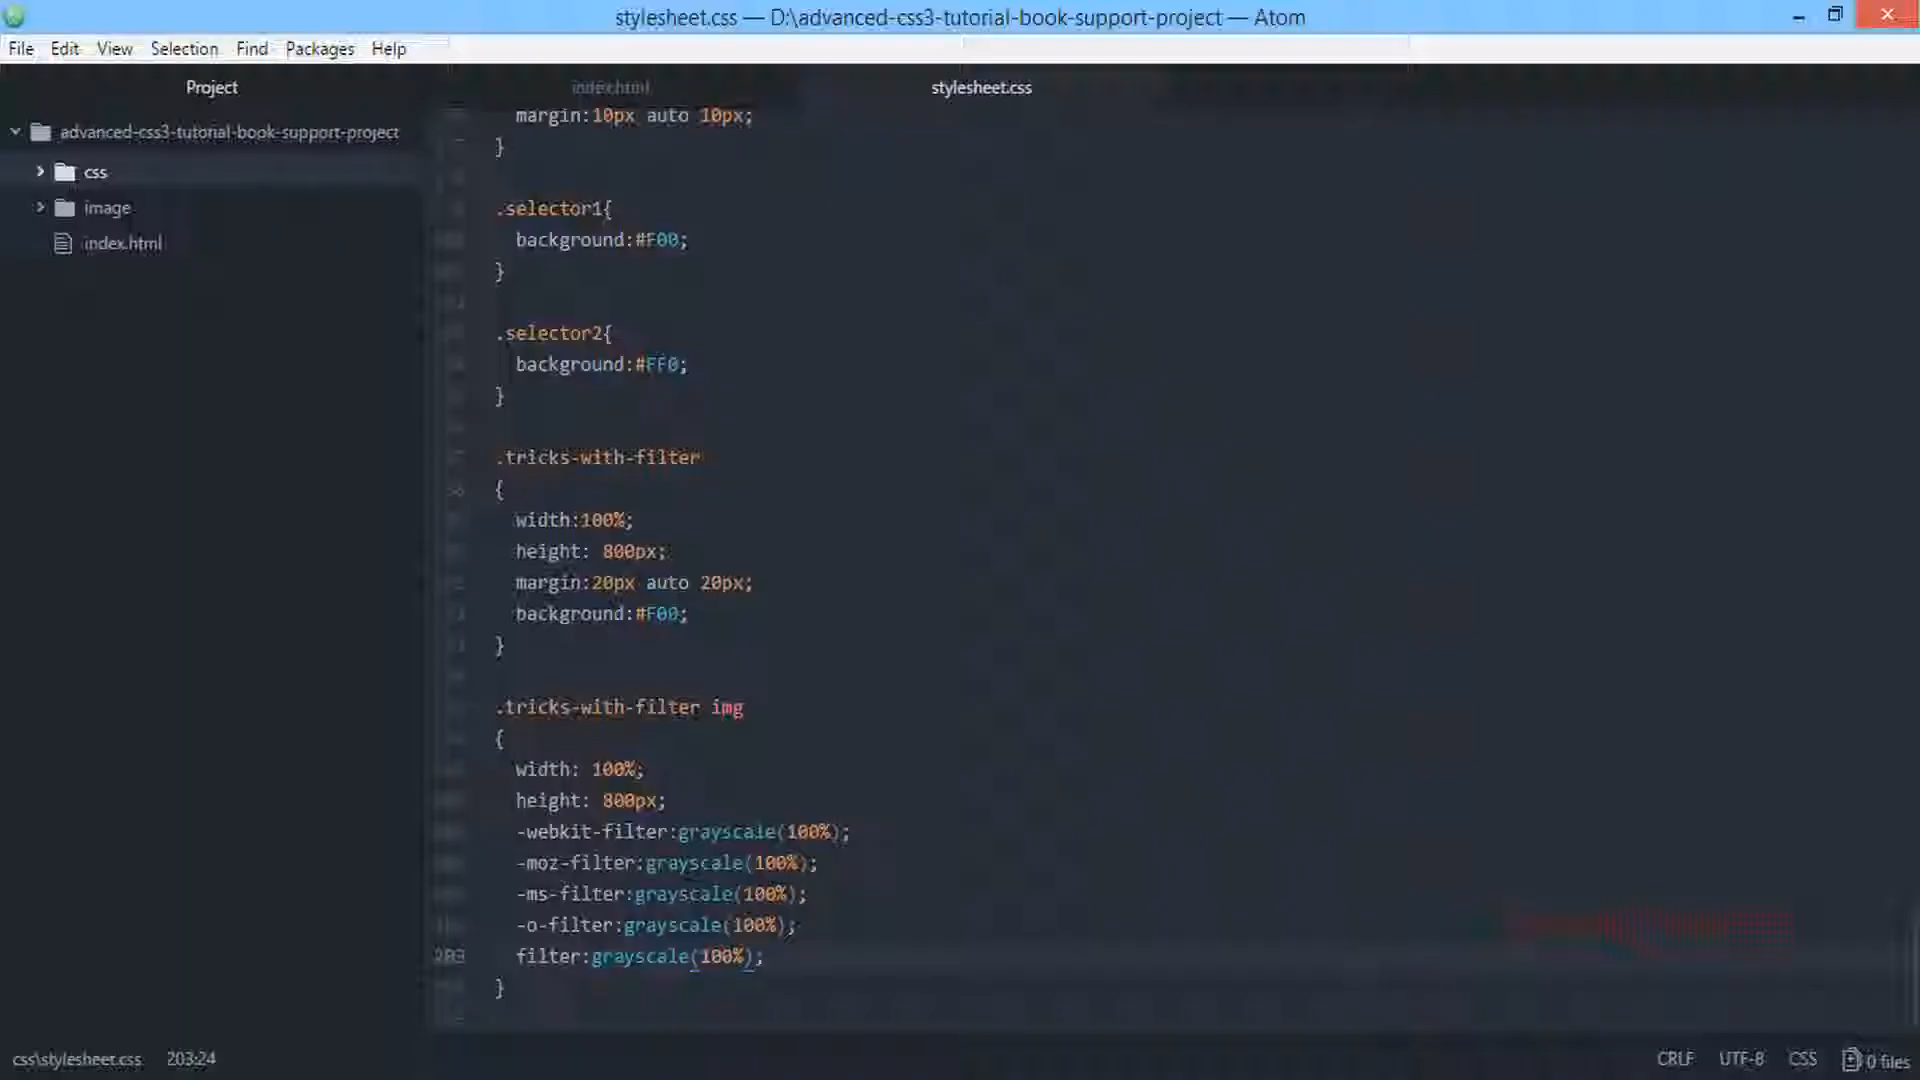 stylesheet.css — D:\advanced-css3-tutorial-book-support-project — Atom
File Edit View Selection Find Packages Help
Project
index.html
stylesheet.css
advanced-css3-tutorial-book-support-project
css
image
index.html
margin:10px auto 10px;
}
.selector1{
background:#F00;
}
.selector2{
background:#FF0;
}
.tricks-with-filter
{
width:100%;
height: 800px;
margin:20px auto 20px;
background:#F00;
}
.tricks-with-filter img
{
width: 100%;
height: 800px;
-webkit-filter:grayscale(100%);
-moz-filter:grayscale(100%);
-ms-filter:grayscale(100%);
-o-filter:grayscale(100%);
203 filter:grayscale(100%);
}
css\stylesheet.css 203:24
CRLF UTF-8 CSS 0 files